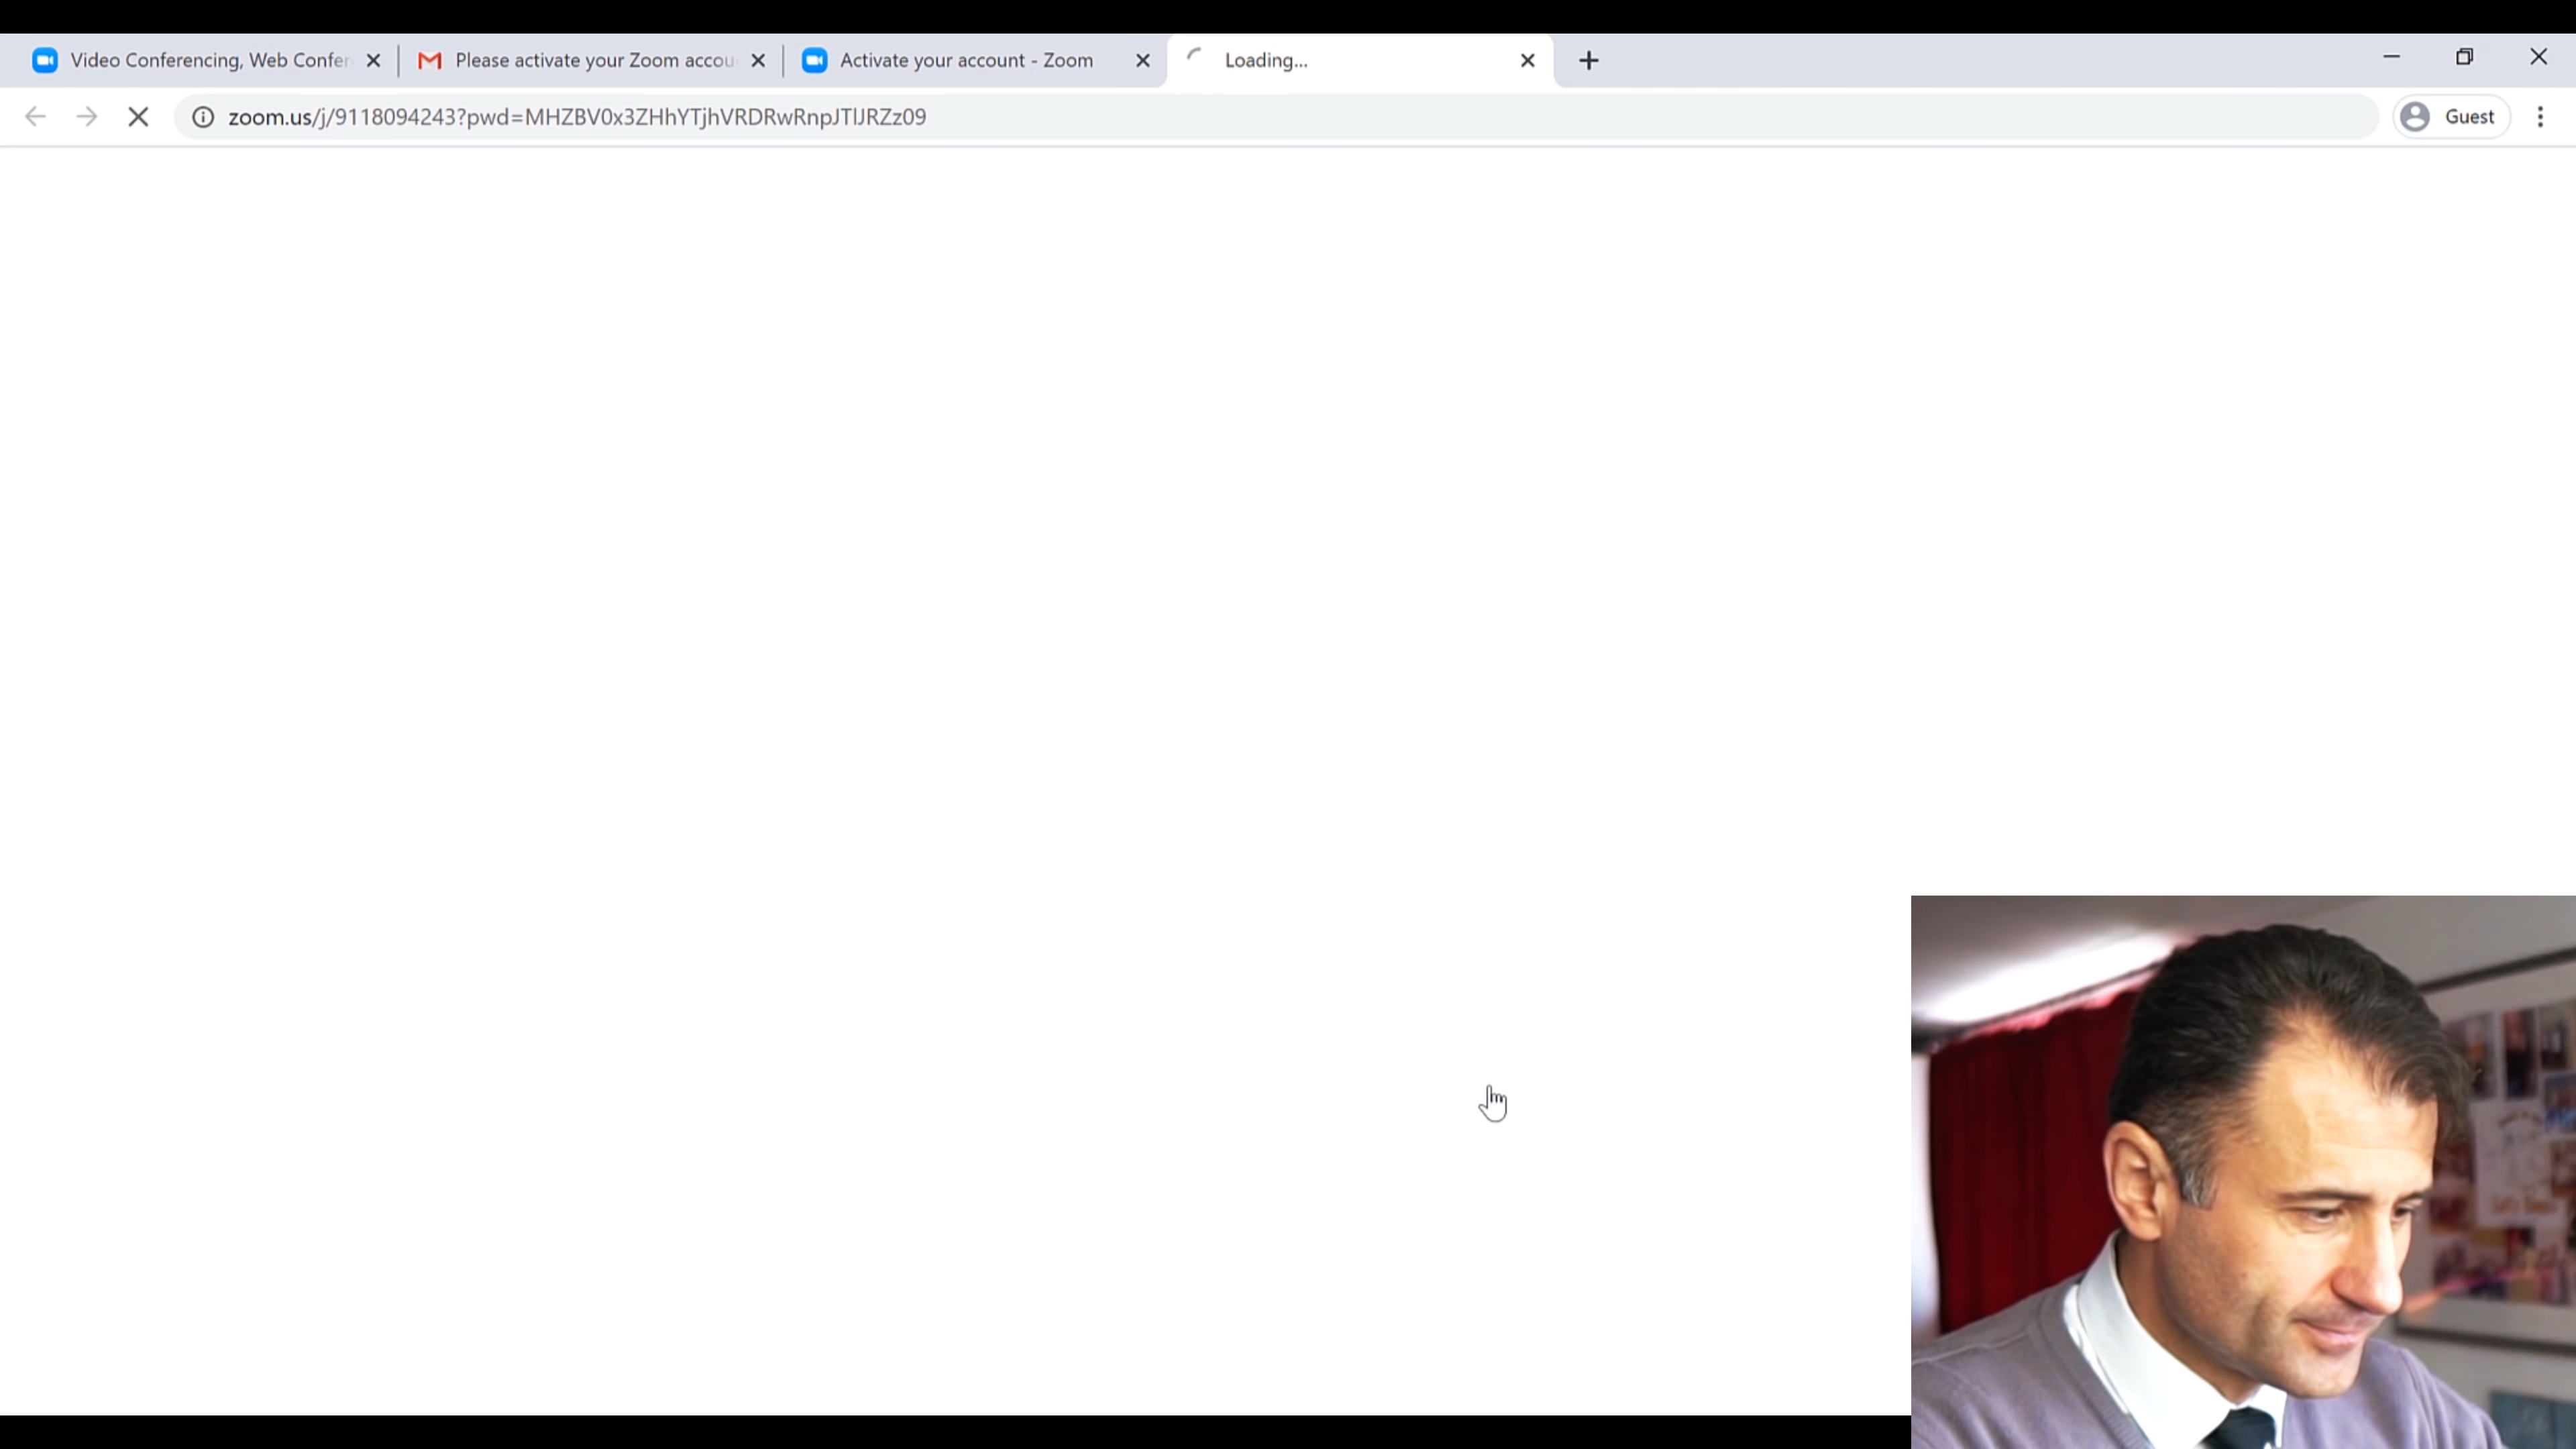 Video Conferencing, Web Confer
Please activate your Zoom accou
Activate your account - Zoom
Loading...
zoom.us/j/9118094243?pwd=MHZBV0x3ZHhYTjhVRDRwRnpJTlJRZz09
Guest